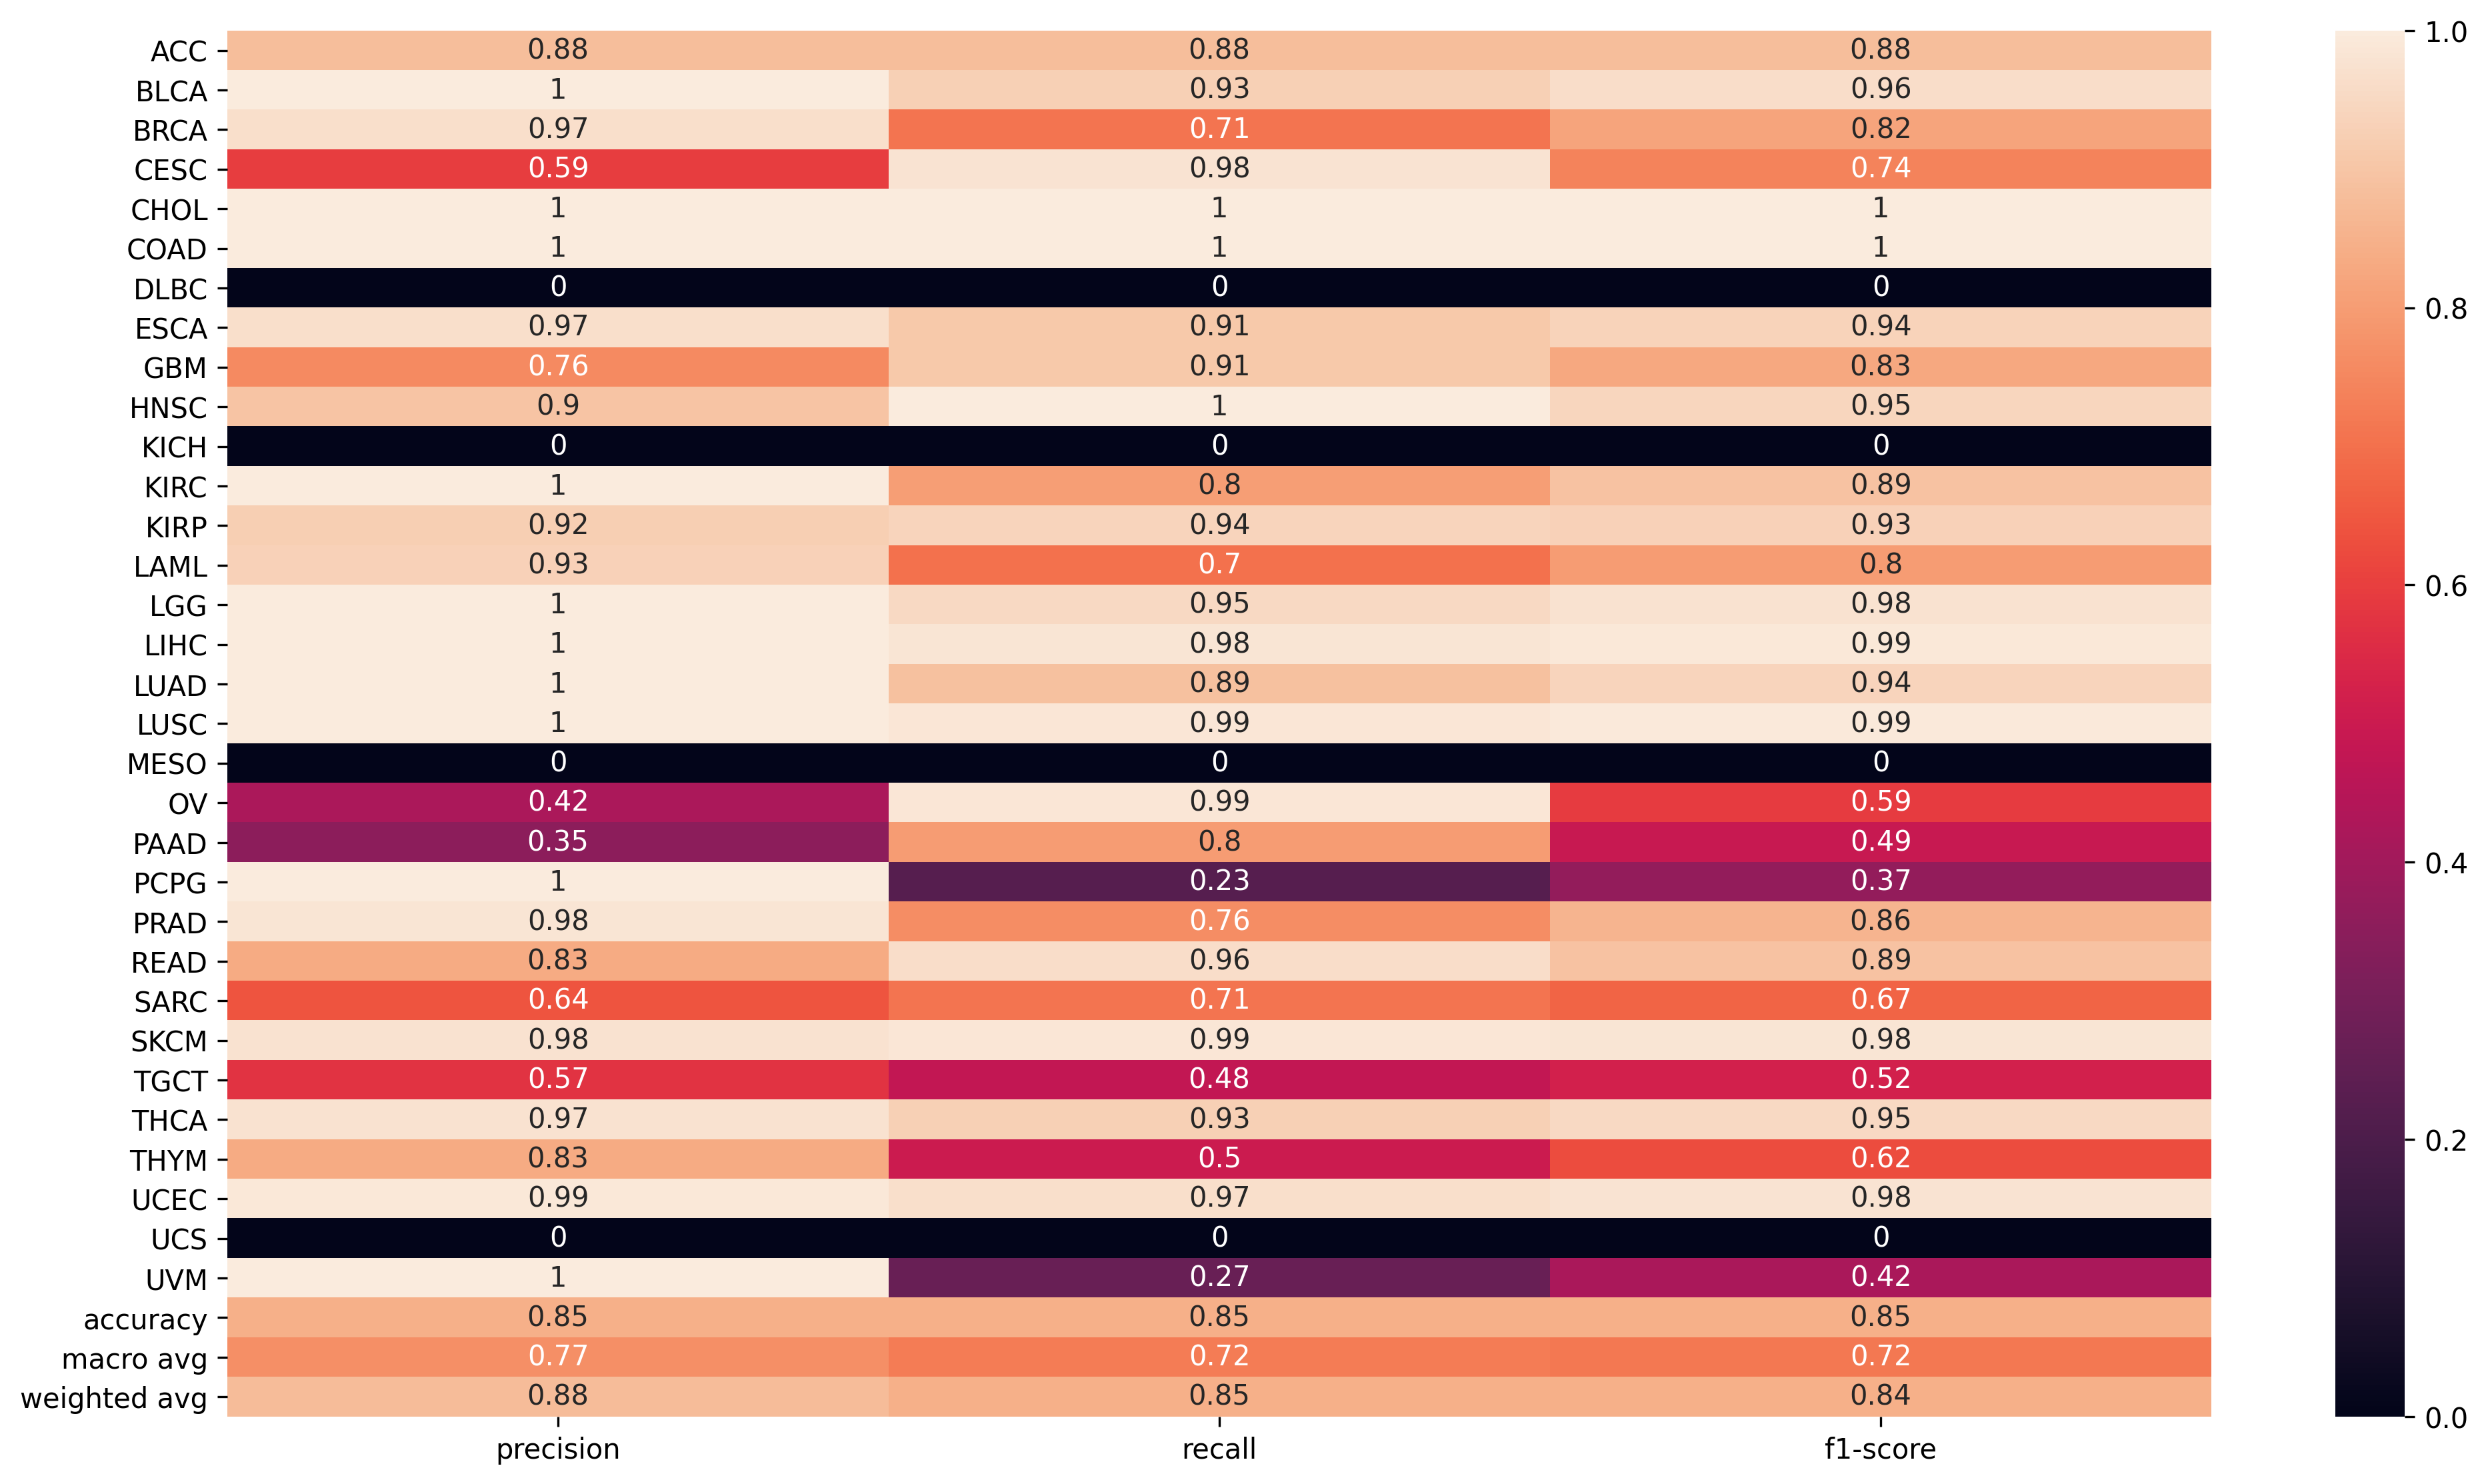 ACC 0.88 0.88 0.88
BLCA 1 0.93 0.96
BRCA 0.97 0.71 0.82
CESC 0.59 0.98 0.74
CHOL 1 1 1
COAD 1 1 1
DLBC 0 0 0
ESCA 0.97 0.91 0.94
GBM 0.76 0.91 0.83
HNSC 0.9 1 0.95
KICH 0 0 0
KIRC 1 0.8 0.89
KIRP 0.92 0.94 0.93
LAML 0.93 0.7 0.8
LGG 1 0.95 0.98
LIHC 1 0.98 0.99
LUAD 1 0.89 0.94
LUSC 1 0.99 0.99
MESO 0 0 0
OV 0.42 0.99 0.59
PAAD 0.35 0.8 0.49
PCPG 1 0.23 0.37
PRAD 0.98 0.76 0.86
READ 0.83 0.96 0.89
SARC 0.64 0.71 0.67
SKCM 0.98 0.99 0.98
TGCT 0.57 0.48 0.52
THCA 0.97 0.93 0.95
THYM 0.83 0.5 0.62
UCEC 0.99 0.97 0.98
UCS 0 0 0
UVM 1 0.27 0.42
accuracy 0.85 0.85 0.85
macro avg 0.77 0.72 0.72
weighted avg 0.88 0.85 0.84
precision recall f1-score
1.0
0.8
0.6
0.4
0.2
0.0